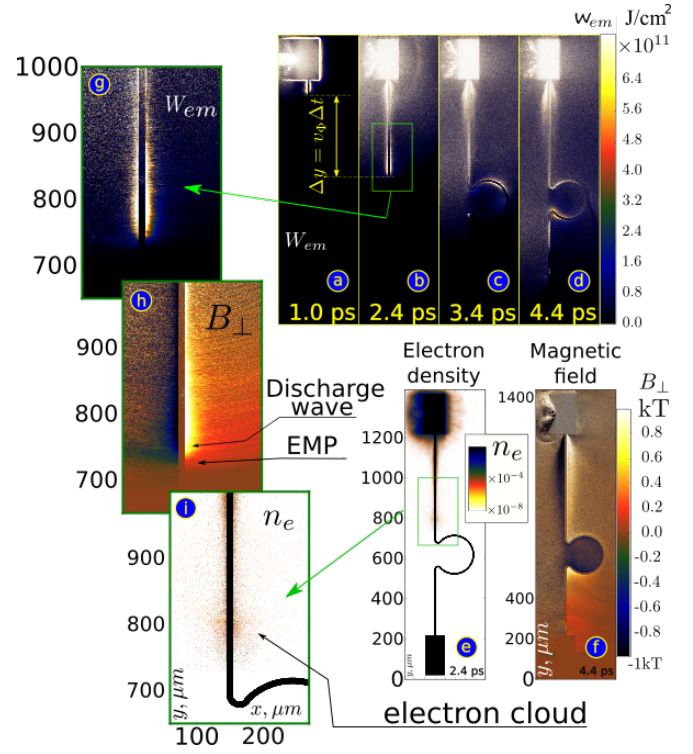 w_em J/cm²
×10¹¹
6.4
5.6
4.8
4.0
3.2
2.4
1.6
0.8
0.0
Δy = v_Φ Δt
W_em
a
b
c
d
1.0 ps
2.4 ps
3.4 ps
4.4 ps
1000
900
800
700
g
W_em
900
800
700
h
B_⊥
Discharge
wave
EMP
900
800
700
i
n_e
y, μm
x, μm
100
200
electron cloud
Electron
density
1200
1000
800
600
400
200
0
n_e
×10⁻⁴
×10⁻⁸
e
y, μm
2.4 ps
Magnetic
field
1400
400
200
0
y, μm
f
4.4 ps
B_⊥
kT
0.8
0.6
0.4
0.2
0.0
-0.2
-0.4
-0.6
-0.8
-1kT